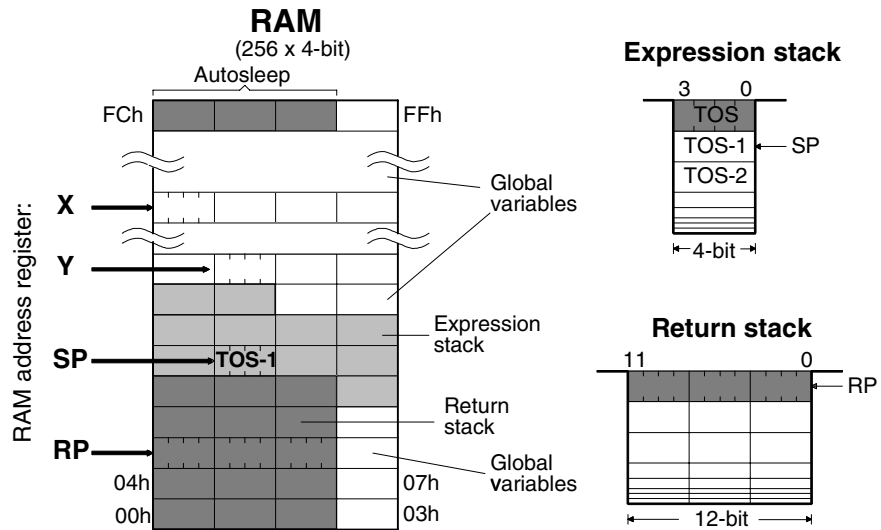 RAM
(256 x 4-bit)
Autosleep
FCh
FFh
RAM address register:
X
Y
SP
TOS-1
RP
04h
07h
00h
03h
Global
variables
Expression
stack
Return
stack
Global
variables
Expression stack
3 0
TOS
TOS-1
SP
TOS-2
4-bit
Return stack
11 0
RP
12-bit